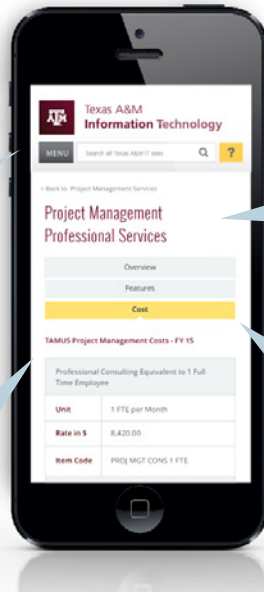 Texas A&M
Information Technology
MENU
Search all Texas A&M IT sites
?
« Back to: Project Management Services
Project Management
Professional Services
Overview
Features
Cost
TAMUS Project Management Costs - FY 15
Professional Consulting Equivalent to 1 Full
Time Employee
Unit 1 FTE per Month
Rate in $ 8,420.00
Item Code PROJ MGT CONS 1 FTE